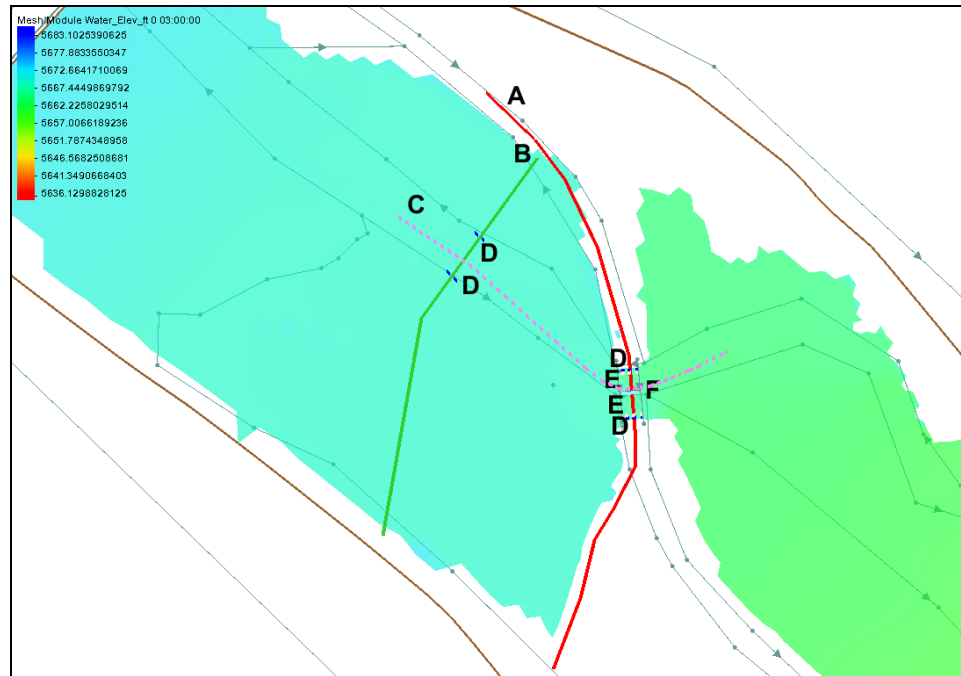 Mesh Module Water_Elev_ft 0 03:00:00
5683.1025390625
5677.8833550347
5672.6641710069
5667.4449869792
5662.2258029514
5657.0066189236
5651.7874348958
5646.5682508681
5641.3490668403
5636.1298828125
A
B
C
D
D
D
E
F
E
D